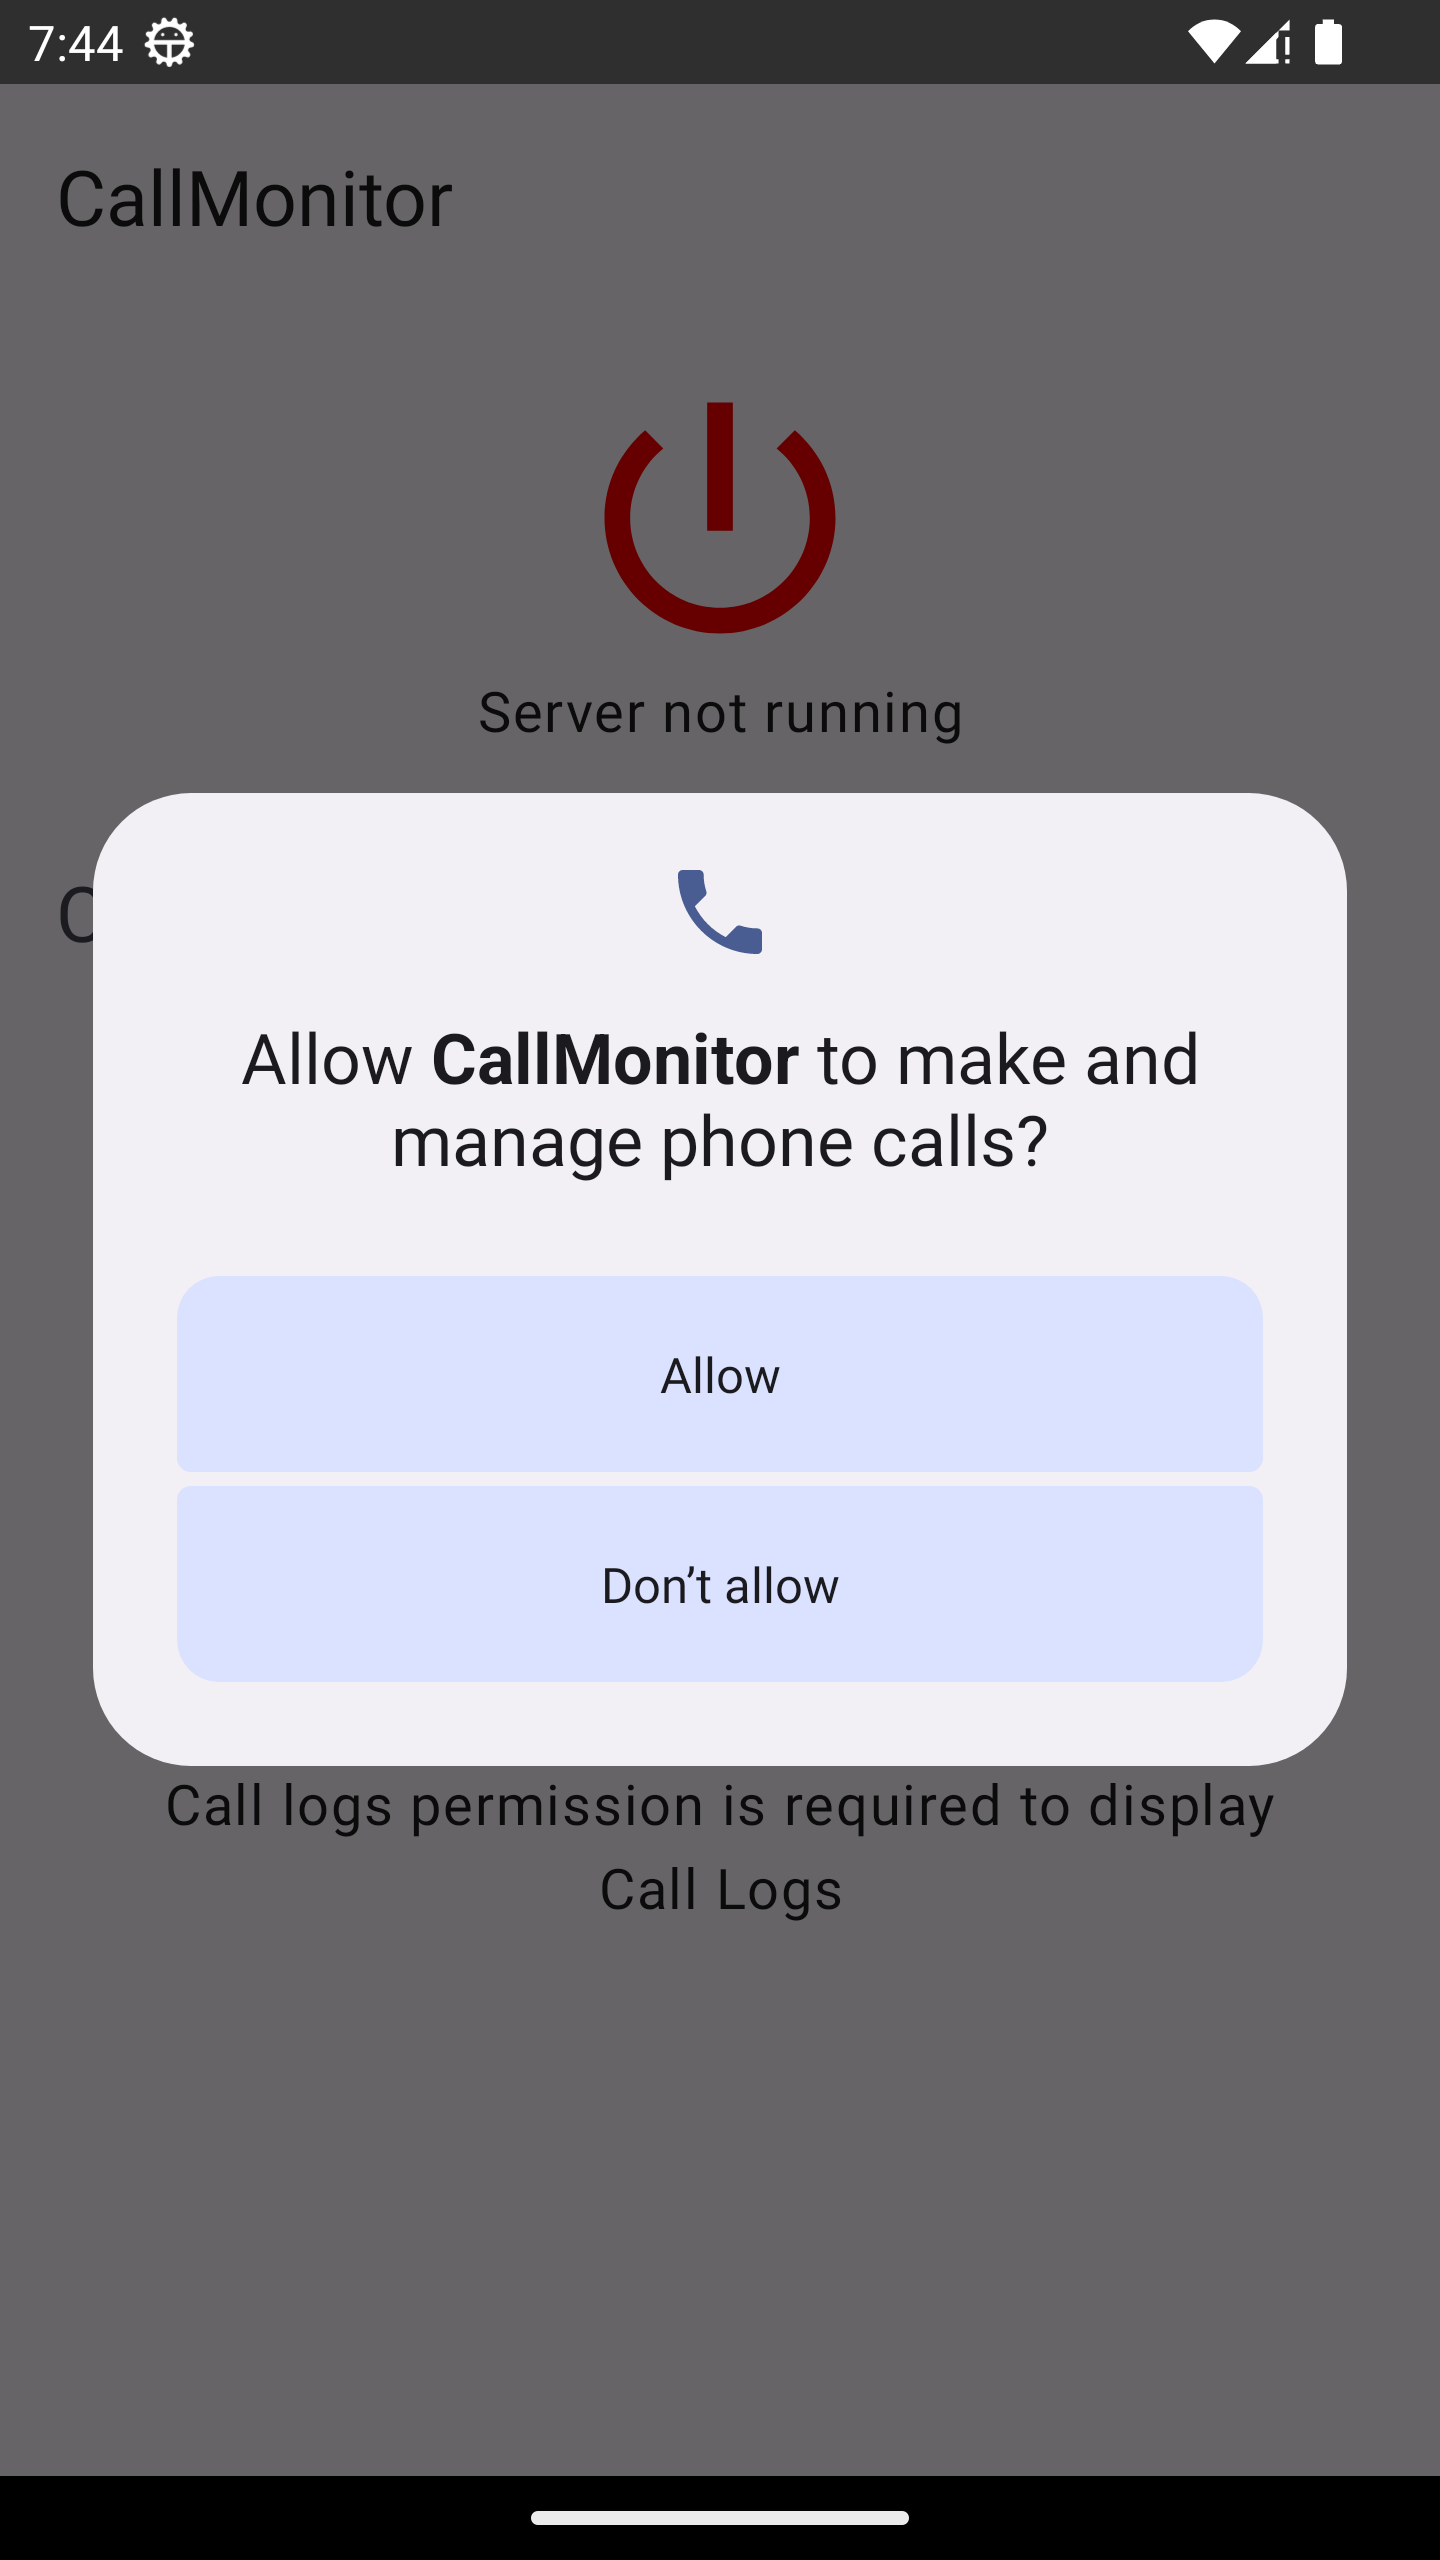 7:44
CallMonitor
Server not running
C
Allow CallMonitor to make and
manage phone calls?
Allow
Don’t allow
Call logs permission is required to display
Call Logs